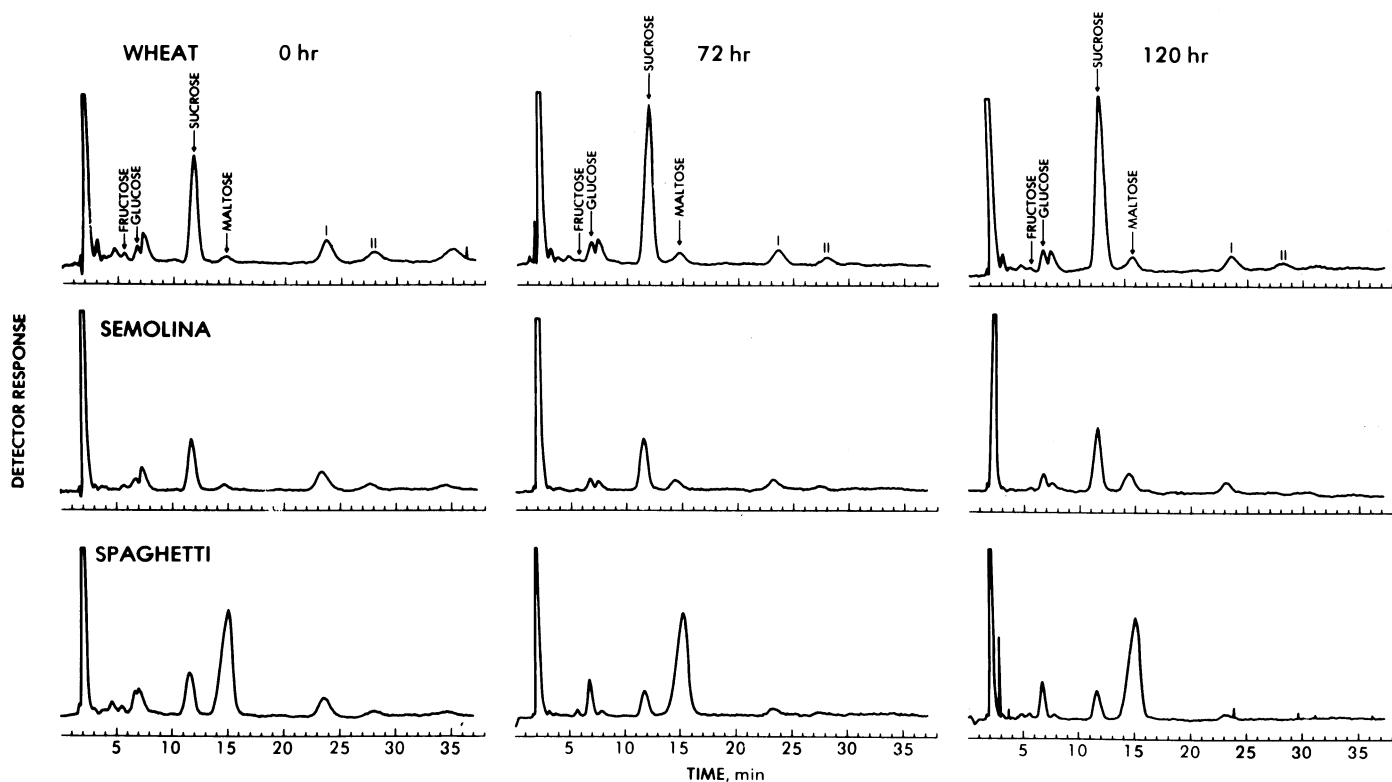 WHEAT 0 hr
72 hr
120 hr
FRUCTOSE
GLUCOSE
SUCROSE
MALTOSE
I
II
FRUCTOSE
GLUCOSE
SUCROSE
MALTOSE
I
II
FRUCTOSE
GLUCOSE
SUCROSE
MALTOSE
I
II
SEMOLINA
DETECTOR RESPONSE
SPAGHETTI
5 10 15 20 25 30 35
5 10 15 20 25 30 35
5 10 15 20 25 30 35
TIME, min